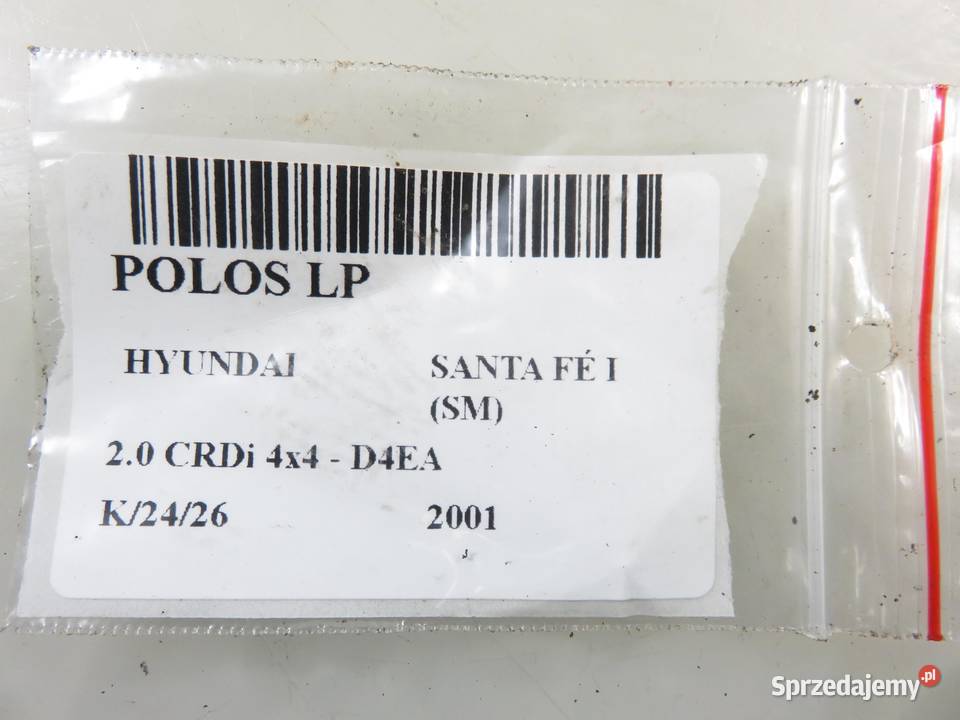 POLOS LP
HYUNDAI SANTA FÉ I
(SM)
2.0 CRDi 4x4 - D4EA
K/24/26 2001
Sprzedajemy.pl